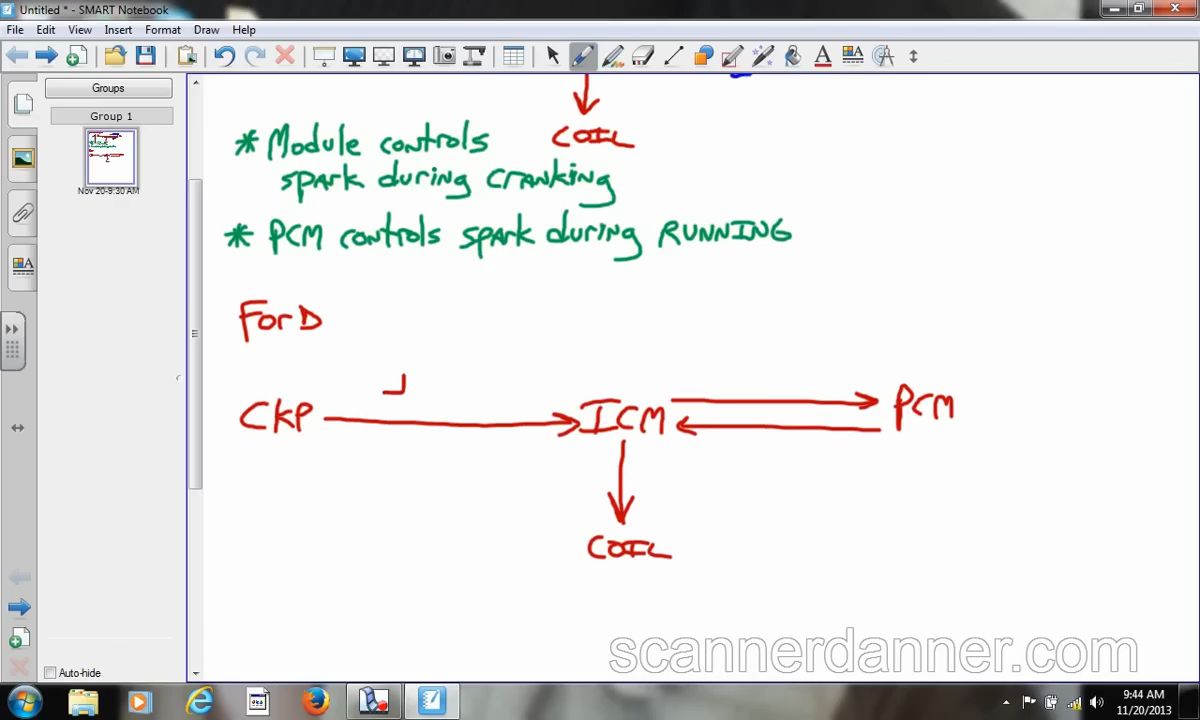 Untitled * - SMART Notebook
File Edit View Insert Format Draw Help
Groups
Group 1
Nov 20-9:30 AM
COIL
* Module controls
spark during cranking
* PCM controls spark during RUNNING
Ford
CKP ICM PCM
COIL
scannerdanner.com
Auto-hide
9:44 AM
11/20/2013